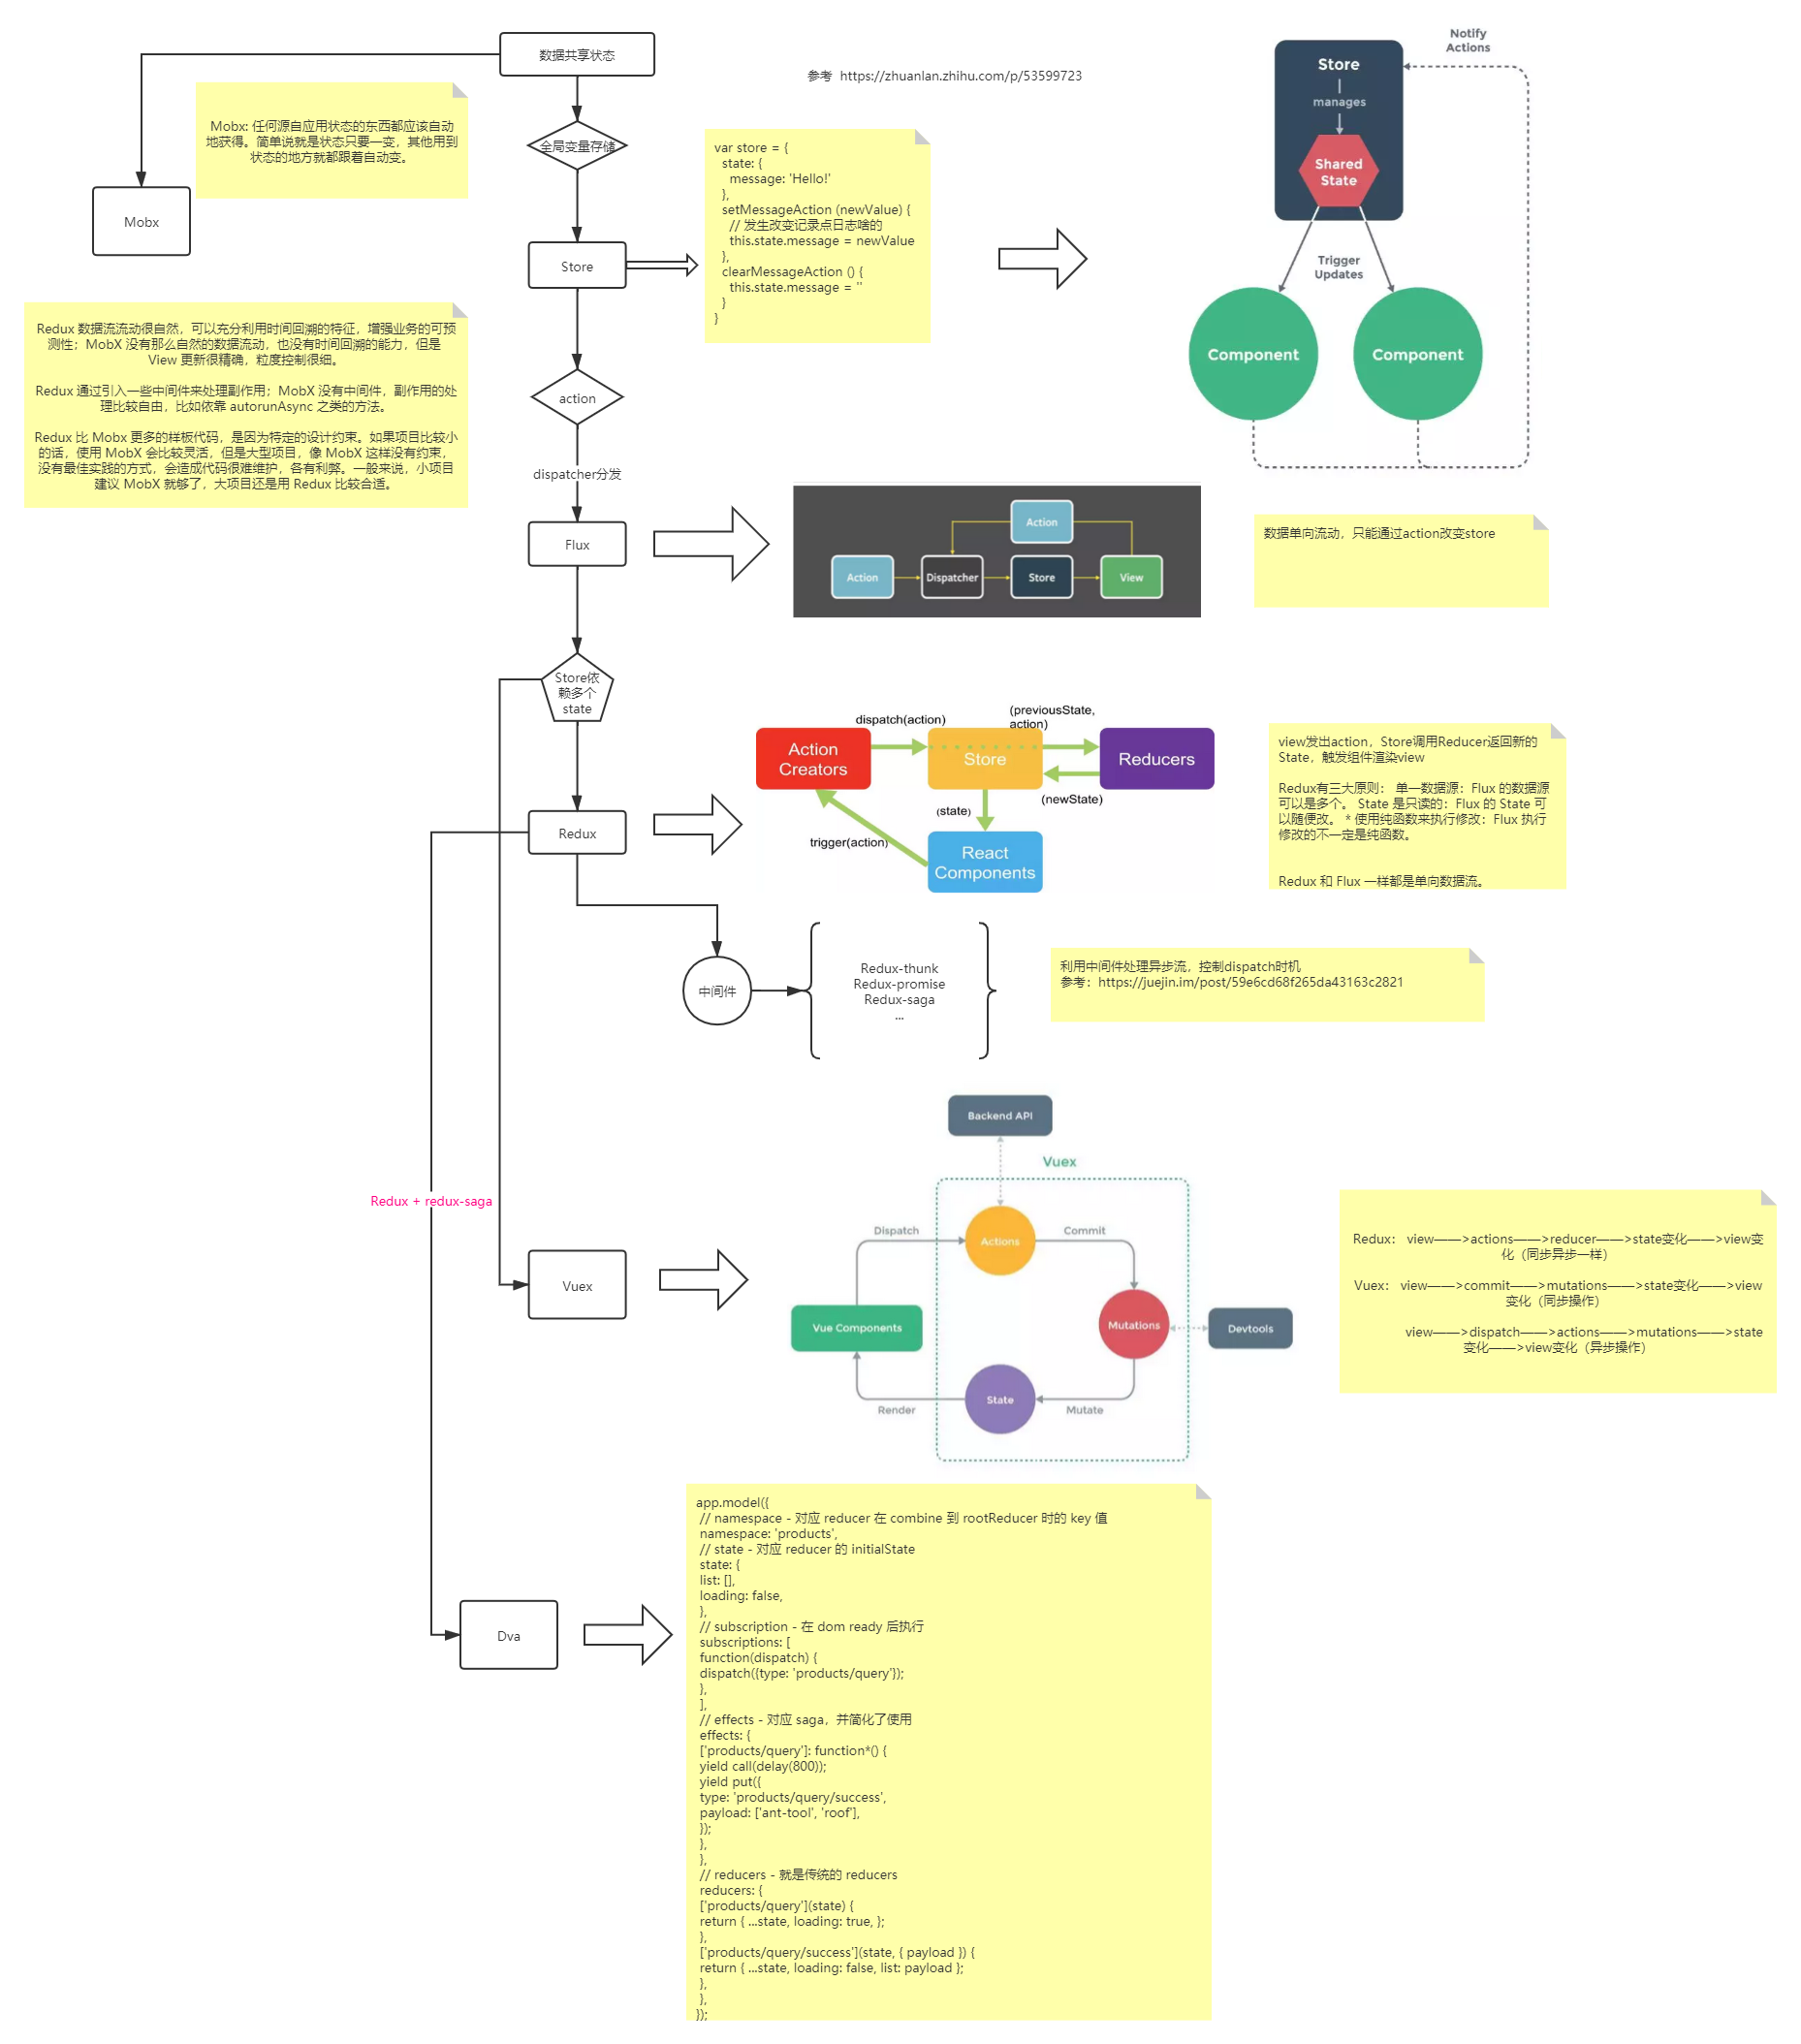 数据共享状态
参考  https://zhuanlan.zhihu.com/p/53599723
Mobx: 任何源自应用状态的东西都应该自动
地获得。简单说就是状态只要一变，其他用到
状态的地方就都跟着自动变。
Mobx
全局变量存储
Store
var store = {
state: {
message: 'Hello!'
},
setMessageAction (newValue) {
// 发生改变记录点日志啥的
this.state.message = newValue
},
clearMessageAction () {
this.state.message = ''
}
}
Notify
Actions
Store
manages
Shared
State
Trigger
Updates
Component
Component
Redux 数据流流动很自然，可以充分利用时间回溯的特征，增强业务的可预
测性；MobX 没有那么自然的数据流动，也没有时间回溯的能力，但是
View 更新很精确，粒度控制很细。
Redux 通过引入一些中间件来处理副作用；MobX 没有中间件，副作用的处
理比较自由，比如依靠 autorunAsync 之类的方法。
Redux 比 Mobx 更多的样板代码，是因为特定的设计约束。如果项目比较小
的话，使用 MobX 会比较灵活，但是大型项目，像 MobX 这样没有约束，
没有最佳实践的方式，会造成代码很难维护，各有利弊。一般来说，小项目
建议 MobX 就够了，大项目还是用 Redux 比较合适。
action
dispatcher分发
Flux
Action
Action
Dispatcher
Store
View
数据单向流动，只能通过action改变store
Store依
赖多个
state
dispatch(action)
(previousState,
action)
Action
Creators
Store
Reducers
(state)
(newState)
trigger(action)
React
Components
view发出action，Store调用Reducer返回新的
State，触发组件渲染view
Redux有三大原则： 单一数据源：Flux 的数据源
可以是多个。 State 是只读的：Flux 的 State 可
以随便改。 * 使用纯函数来执行修改：Flux 执行
修改的不一定是纯函数。
Redux 和 Flux 一样都是单向数据流。
Redux
中间件
Redux-thunk
Redux-promise
Redux-saga
...
利用中间件处理异步流，控制dispatch时机
参考：https://juejin.im/post/59e6cd68f265da43163c2821
Redux + redux-saga
Vuex
Backend API
Vuex
Dispatch
Actions
Commit
Vue Components
Mutations
Devtools
State
Render
Mutate
Redux： view——>actions——>reducer——>state变化——>view变
化（同步异步一样）
Vuex： view——>commit——>mutations——>state变化——>view
变化（同步操作）
view——>dispatch——>actions——>mutations——>state
变化——>view变化（异步操作）
Dva
app.model({
// namespace - 对应 reducer 在 combine 到 rootReducer 时的 key 值
namespace: 'products',
// state - 对应 reducer 的 initialState
state: {
list: [],
loading: false,
},
// subscription - 在 dom ready 后执行
subscriptions: [
function(dispatch) {
dispatch({type: 'products/query'});
},
],
// effects - 对应 saga，并简化了使用
effects: {
['products/query']: function*() {
yield call(delay(800));
yield put({
type: 'products/query/success',
payload: ['ant-tool', 'roof'],
});
},
},
// reducers - 就是传统的 reducers
reducers: {
['products/query'](state) {
return { ...state, loading: true, };
},
['products/query/success'](state, { payload }) {
return { ...state, loading: false, list: payload };
},
},
});